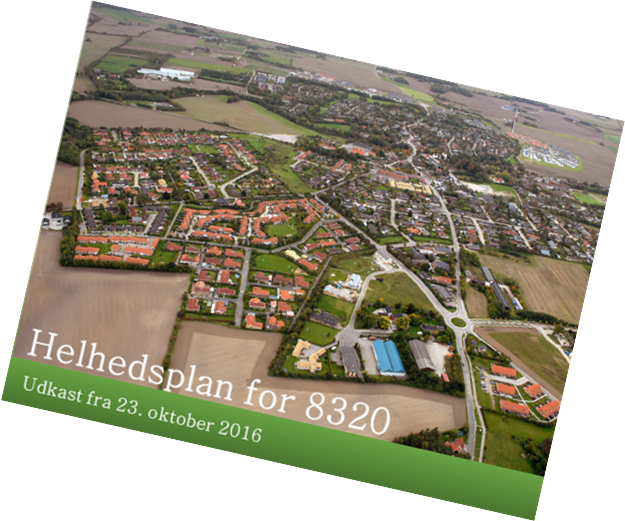 Helhedsplan for 8320
Udkast fra 23. oktober 2016